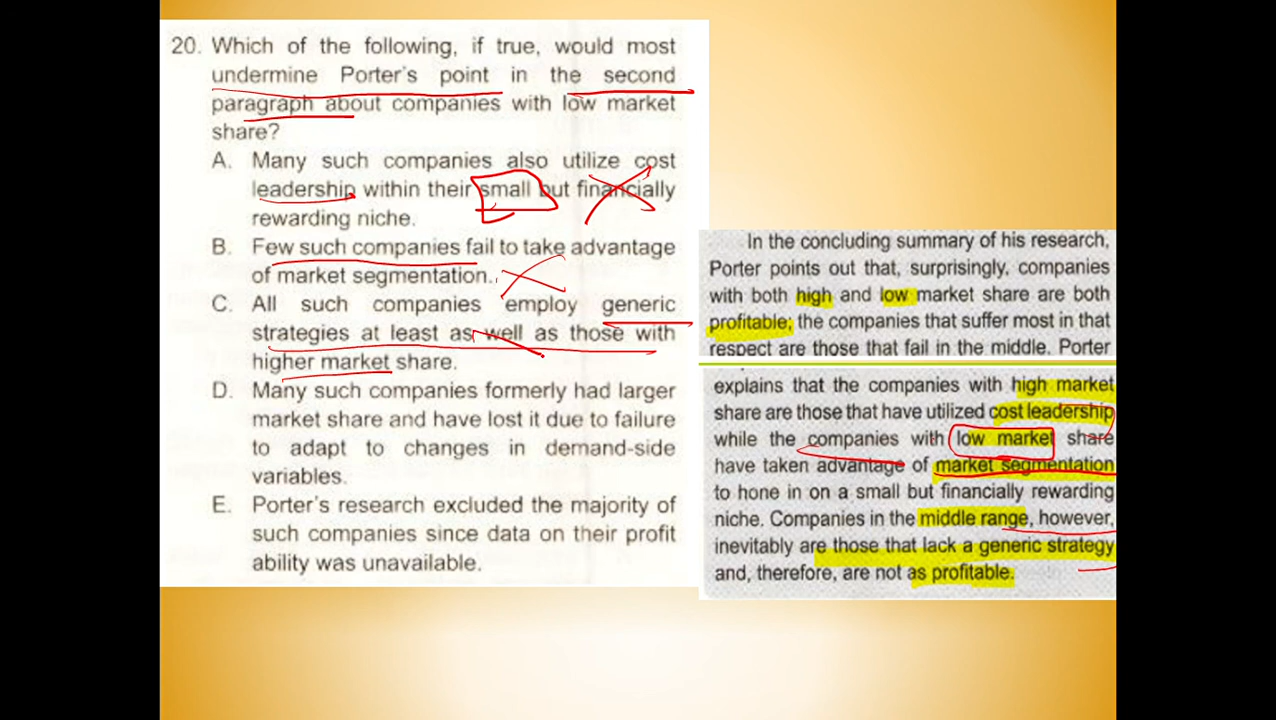 20. Which of the following, if true, would most
undermine Porter's point in the second
paragraph about companies with low market
share?
A. Many such companies also utilize cost
leadership within their small but financially
rewarding niche.
B. Few such companies fail to take advantage
of market segmentation.
C. All such companies employ generic
strategies at least as well as those with
higher market share.
D. Many such companies formerly had larger
market share and have lost it due to failure
to adapt to changes in demand-side
variables.
E. Porter's research excluded the majority of
such companies since data on their profit
ability was unavailable.
In the concluding summary of his research,
Porter points out that, surprisingly, companies
with both high and low market share are both
profitable; the companies that suffer most in that
respect are those that fail in the middle. Porter
explains that the companies with high market
share are those that have utilized cost leadership
while the companies with low market share
have taken advantage of market segmentation
to hone in on a small but financially rewarding
niche. Companies in the middle range, however,
inevitably are those that lack a generic strategy
and, therefore, are not as profitable.